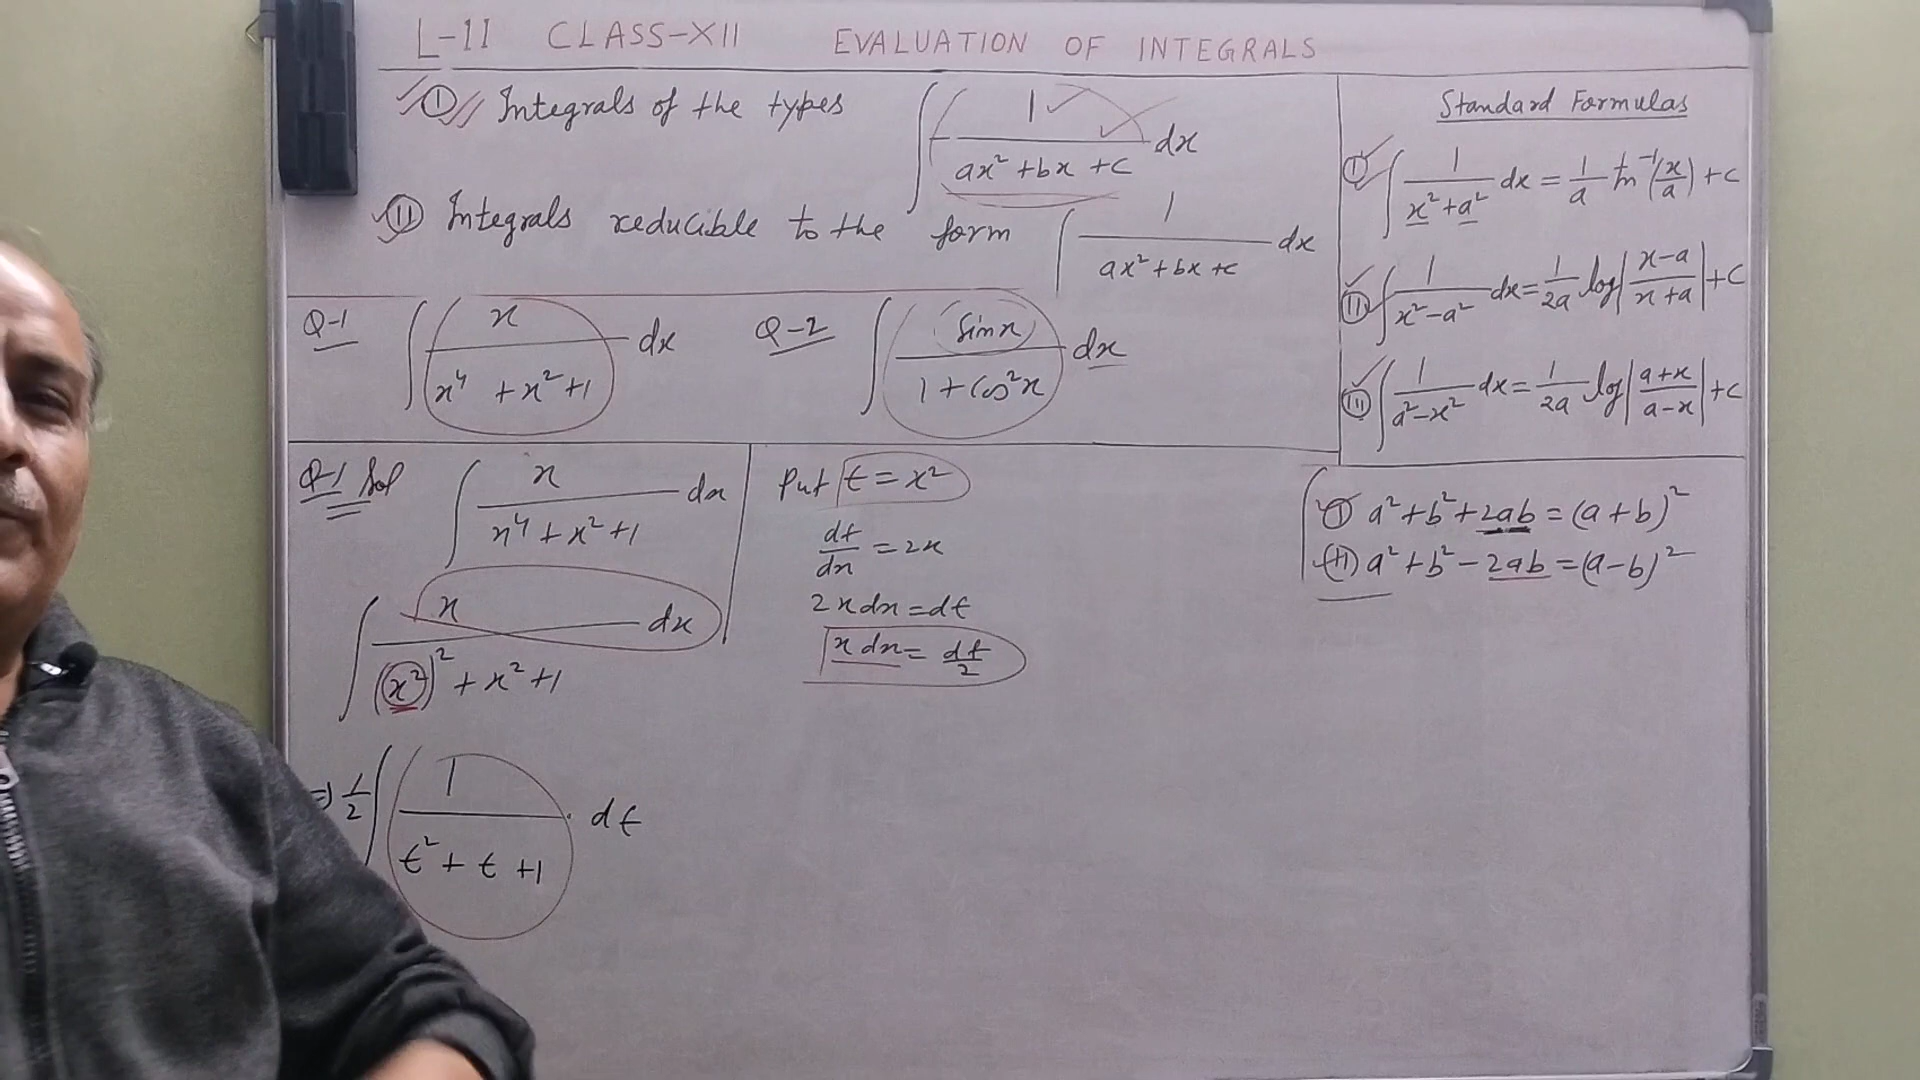 L-11 CLASS-XII EVALUATION OF INTEGRALS
(I) Integrals of the types ∫ 1/(ax²+bx+c) dx
(II) Integrals reducible to the form ∫ 1/(ax²+bx+c) dx
Standard Formulas
(I) ∫ 1/(x²+a²) dx = 1/a tan⁻¹(x/a) + c
(II) ∫ 1/(x²-a²) dx = 1/2a log|(x-a)/(x+a)| + c
(III) ∫ 1/(a²-x²) dx = 1/2a log|(a+x)/(a-x)| + c
Q-1 ∫ x/(x⁴+x²+1) dx Q-2 ∫ Sinx/(1+Cos²x) dx
Q-1 Sol ∫ x/(x⁴+x²+1) dx
∫ x/((x²)²+x²+1) dx
⇒ 1/2 ∫ 1/(t²+t+1) . dt
Put t = x²
dt/dx = 2x
2x dx = dt
x dx = dt/2
(I) a²+b²+2ab = (a+b)²
(II) a²+b²-2ab = (a-b)²